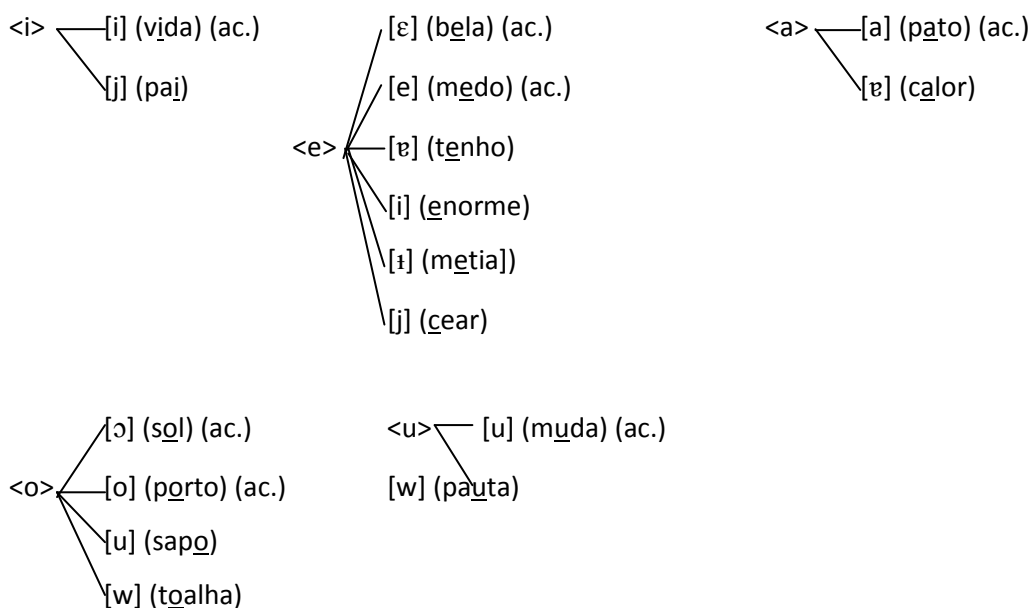 <i> [i] (vida) (ac.)
[j] (pai)
<e> [ɛ] (bela) (ac.)
[e] (medo) (ac.)
[ɐ] (tenho)
[i] (enorme)
[ɨ] (metia])
[j] (cear)
<a> [a] (pato) (ac.)
[ɐ] (calor)
<o> [ɔ] (sol) (ac.)
[o] (porto) (ac.)
[u] (sapo)
[w] (toalha)
<u> [u] (muda) (ac.)
[w] (pauta)